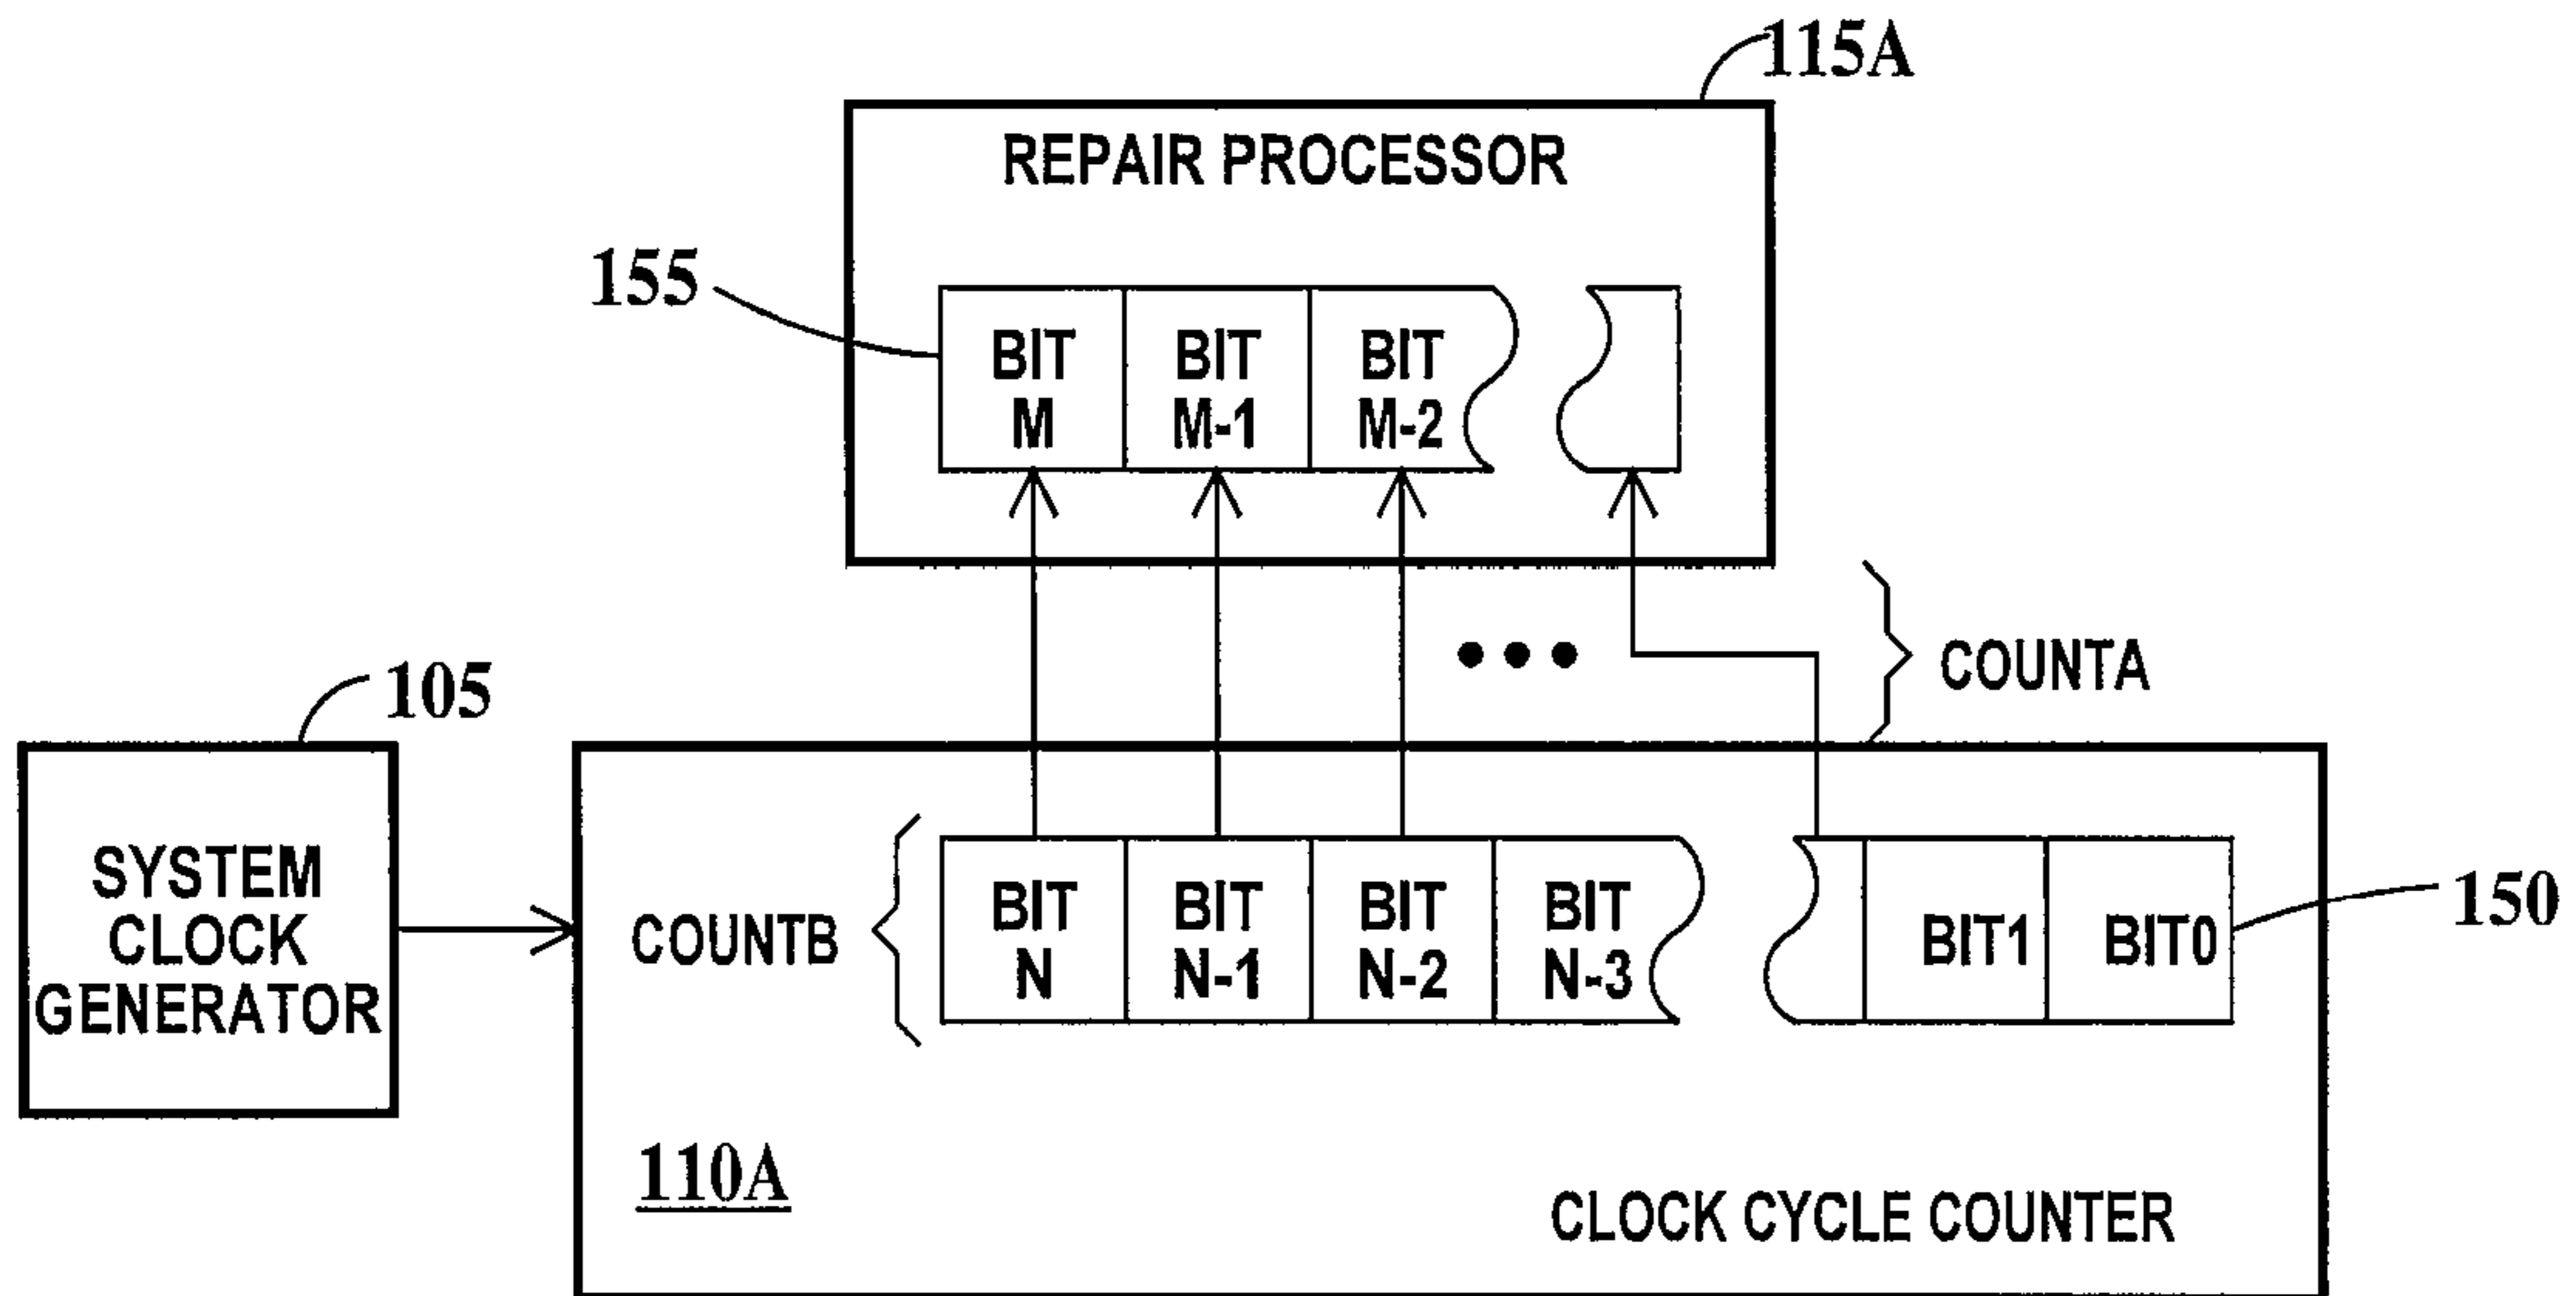 115A
REPAIR PROCESSOR
155
BIT
M
BIT
M-1
BIT
M-2
COUNTA
105
SYSTEM
CLOCK
GENERATOR
COUNTB
BIT
N
BIT
N-1
BIT
N-2
BIT
N-3
BIT1
BIT0
150
110A
CLOCK CYCLE COUNTER